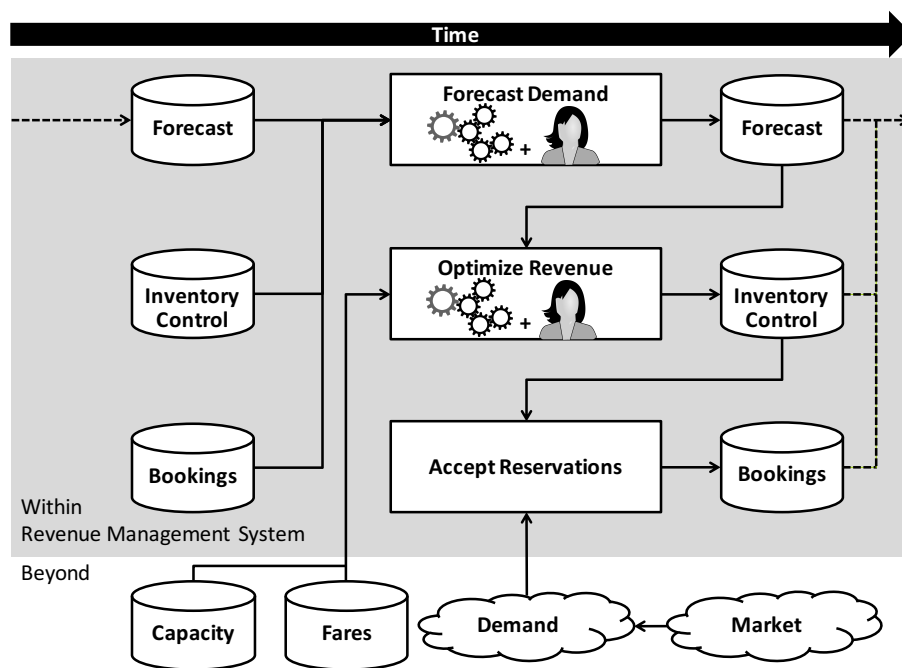 Time
Forecast
Forecast Demand
+
Forecast
Inventory
Control
Optimize Revenue
+
Inventory
Control
Bookings
Accept Reservations
Bookings
Within
Revenue Management System
Beyond
Capacity
Fares
Demand
Market